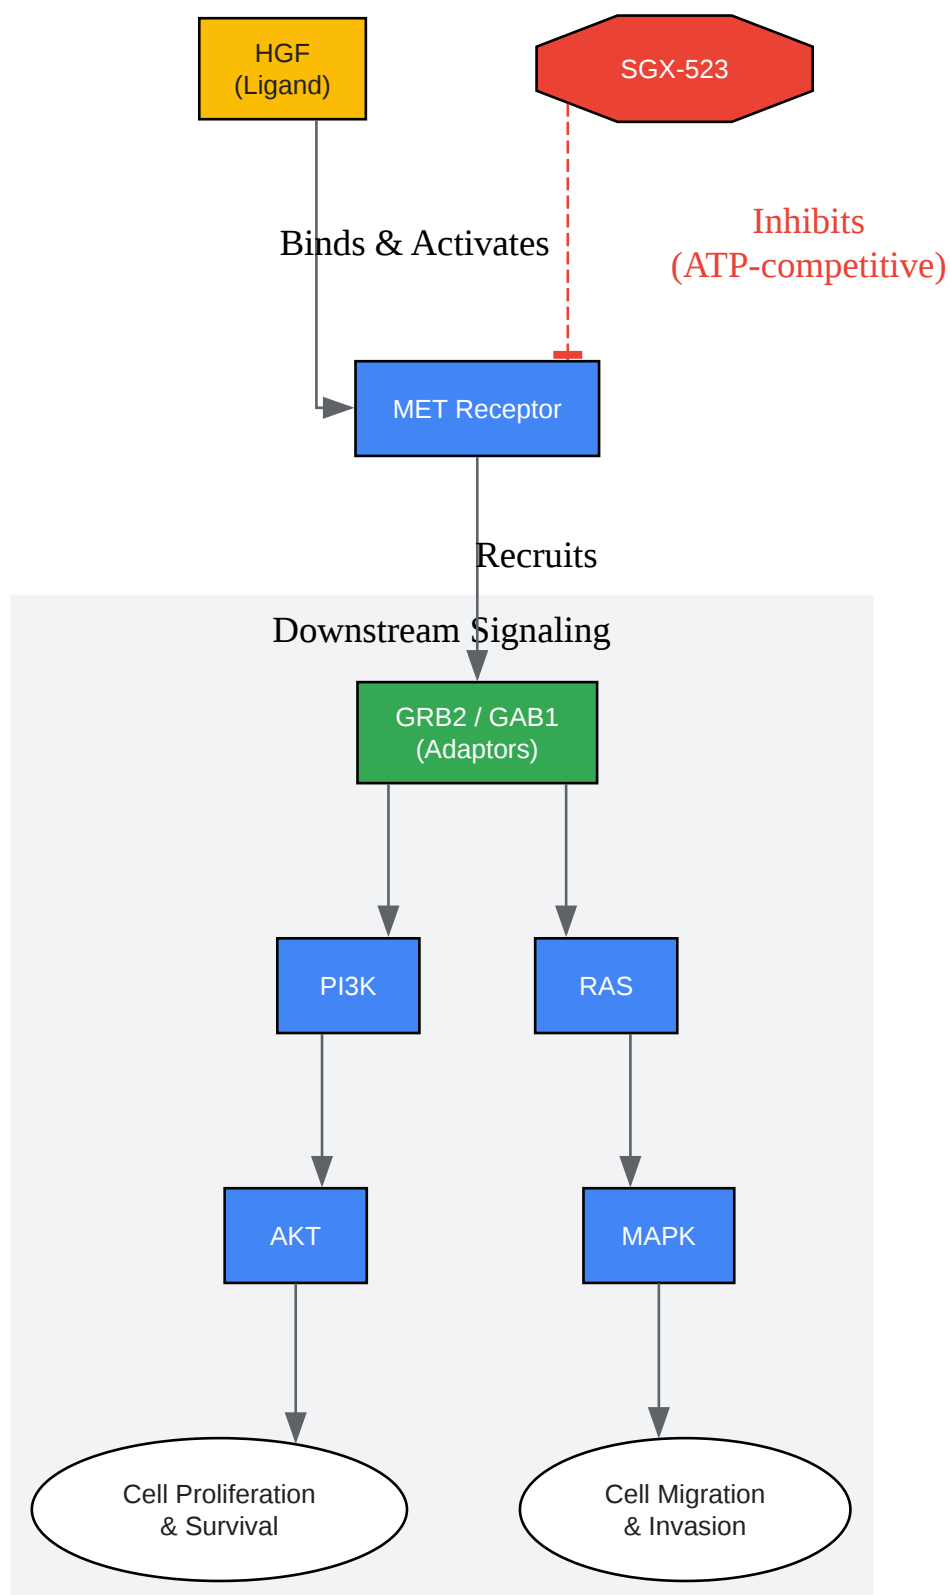 HGF
(Ligand)
SGX-523
Binds & Activates
Inhibits
(ATP-competitive)
MET Receptor
Recruits
Downstream Signaling
GRB2 / GAB1
(Adaptors)
PI3K
RAS
AKT
MAPK
Cell Proliferation
& Survival
Cell Migration
& Invasion